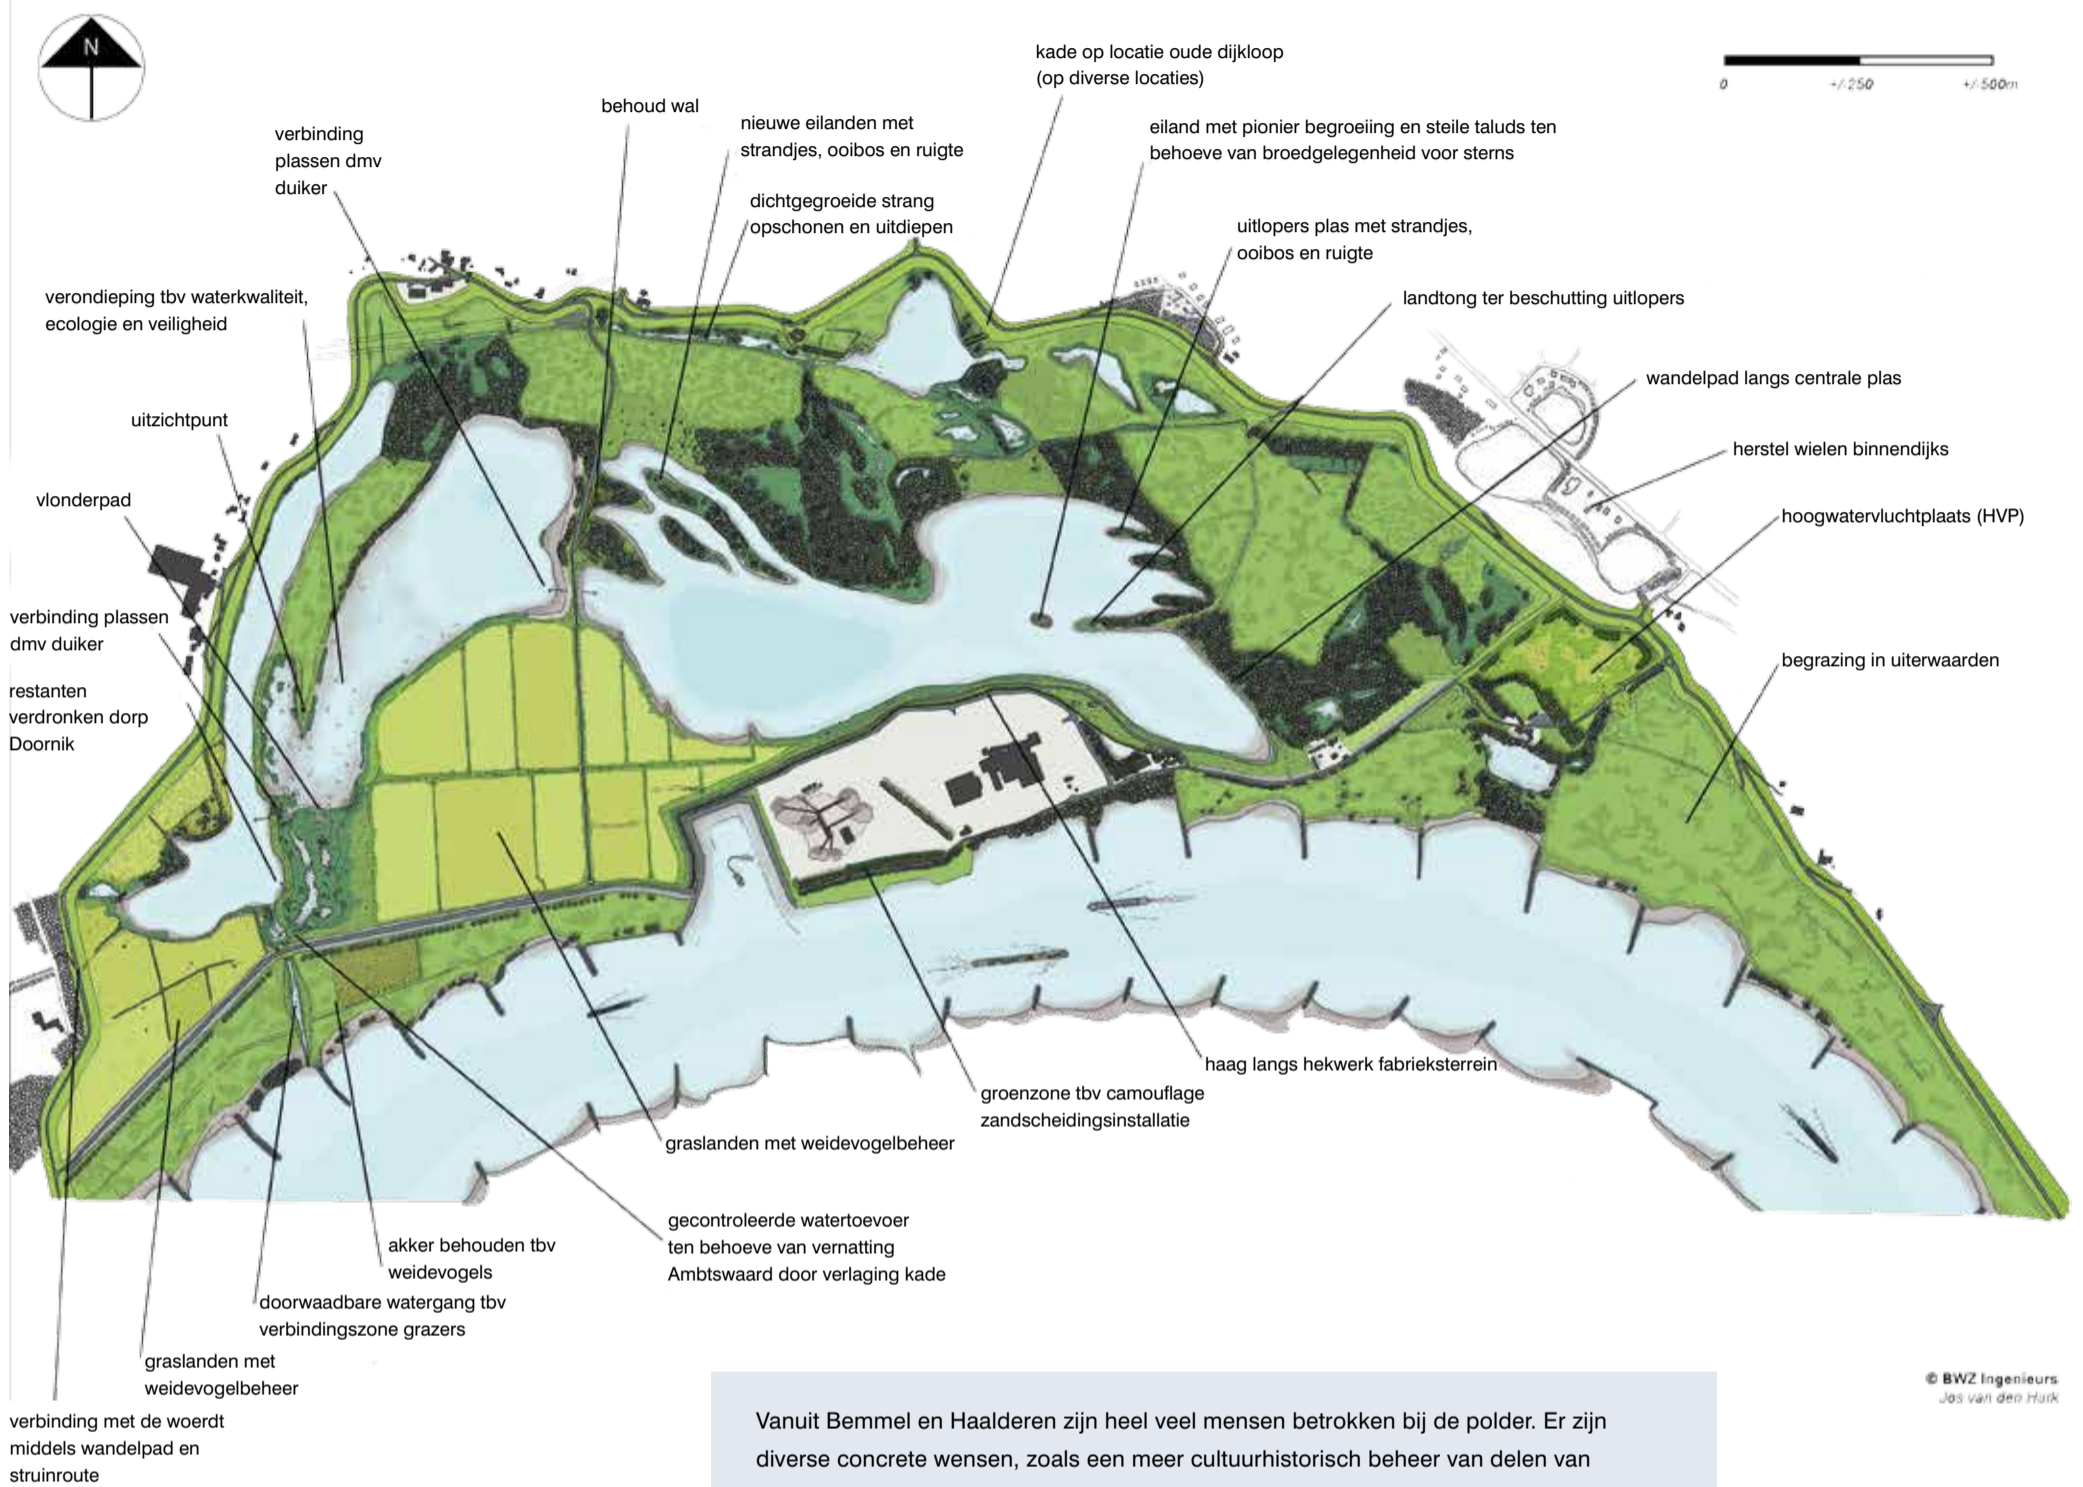 N
kade op locatie oude dijkloop
(op diverse locaties)
0 +/-250 +/-500m
behoud wal
nieuwe eilanden met
strandjes, ooibos en ruigte
eiland met pionier begroeiing en steile taluds ten
behoeve van broedgelegenheid voor sterns
verbinding
plassen dmv
duiker
dichtgegroeide strang
opschonen en uitdiepen
uitlopers plas met strandjes,
ooibos en ruigte
verondieping tbv waterkwaliteit,
ecologie en veiligheid
landtong ter beschutting uitlopers
wandelpad langs centrale plas
uitzichtpunt
herstel wielen binnendijks
vlonderpad
hoogwatervluchtplaats (HVP)
verbinding plassen
dmv duiker
begrazing in uiterwaarden
restanten
verdronken dorp
Doornik
haag langs hekwerk fabrieksterrein
groenzone tbv camouflage
zandscheidingsinstallatie
graslanden met weidevogelbeheer
gecontroleerde watertoevoer
ten behoeve van vernatting
Ambtswaard door verlaging kade
akker behouden tbv
weidevogels
doorwaadbare watergang tbv
verbindingszone grazers
graslanden met
weidevogelbeheer
verbinding met de woerdt
middels wandelpad en
struinroute
© BWZ Ingenieurs
Jos van den Hurk
Vanuit Bemmel en Haalderen zijn heel veel mensen betrokken bij de polder. Er zijn
diverse concrete wensen, zoals een meer cultuurhistorisch beheer van delen van